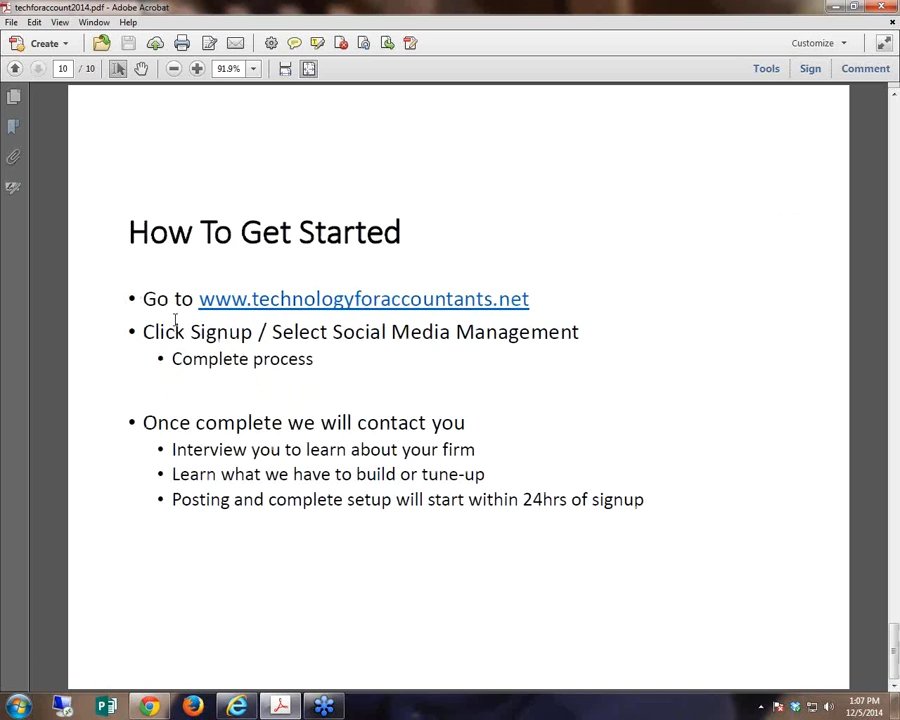 techforaccount2014.pdf - Adobe Acrobat
File Edit View Window Help
Create Customize
10 / 10 91.9% Tools Sign Comment
How To Get Started
• Go to www.technologyforaccountants.net
• Click Signup / Select Social Media Management
• Complete process
• Once complete we will contact you
• Interview you to learn about your firm
• Learn what we have to build or tune-up
• Posting and complete setup will start within 24hrs of signup
1:07 PM
12/5/2014